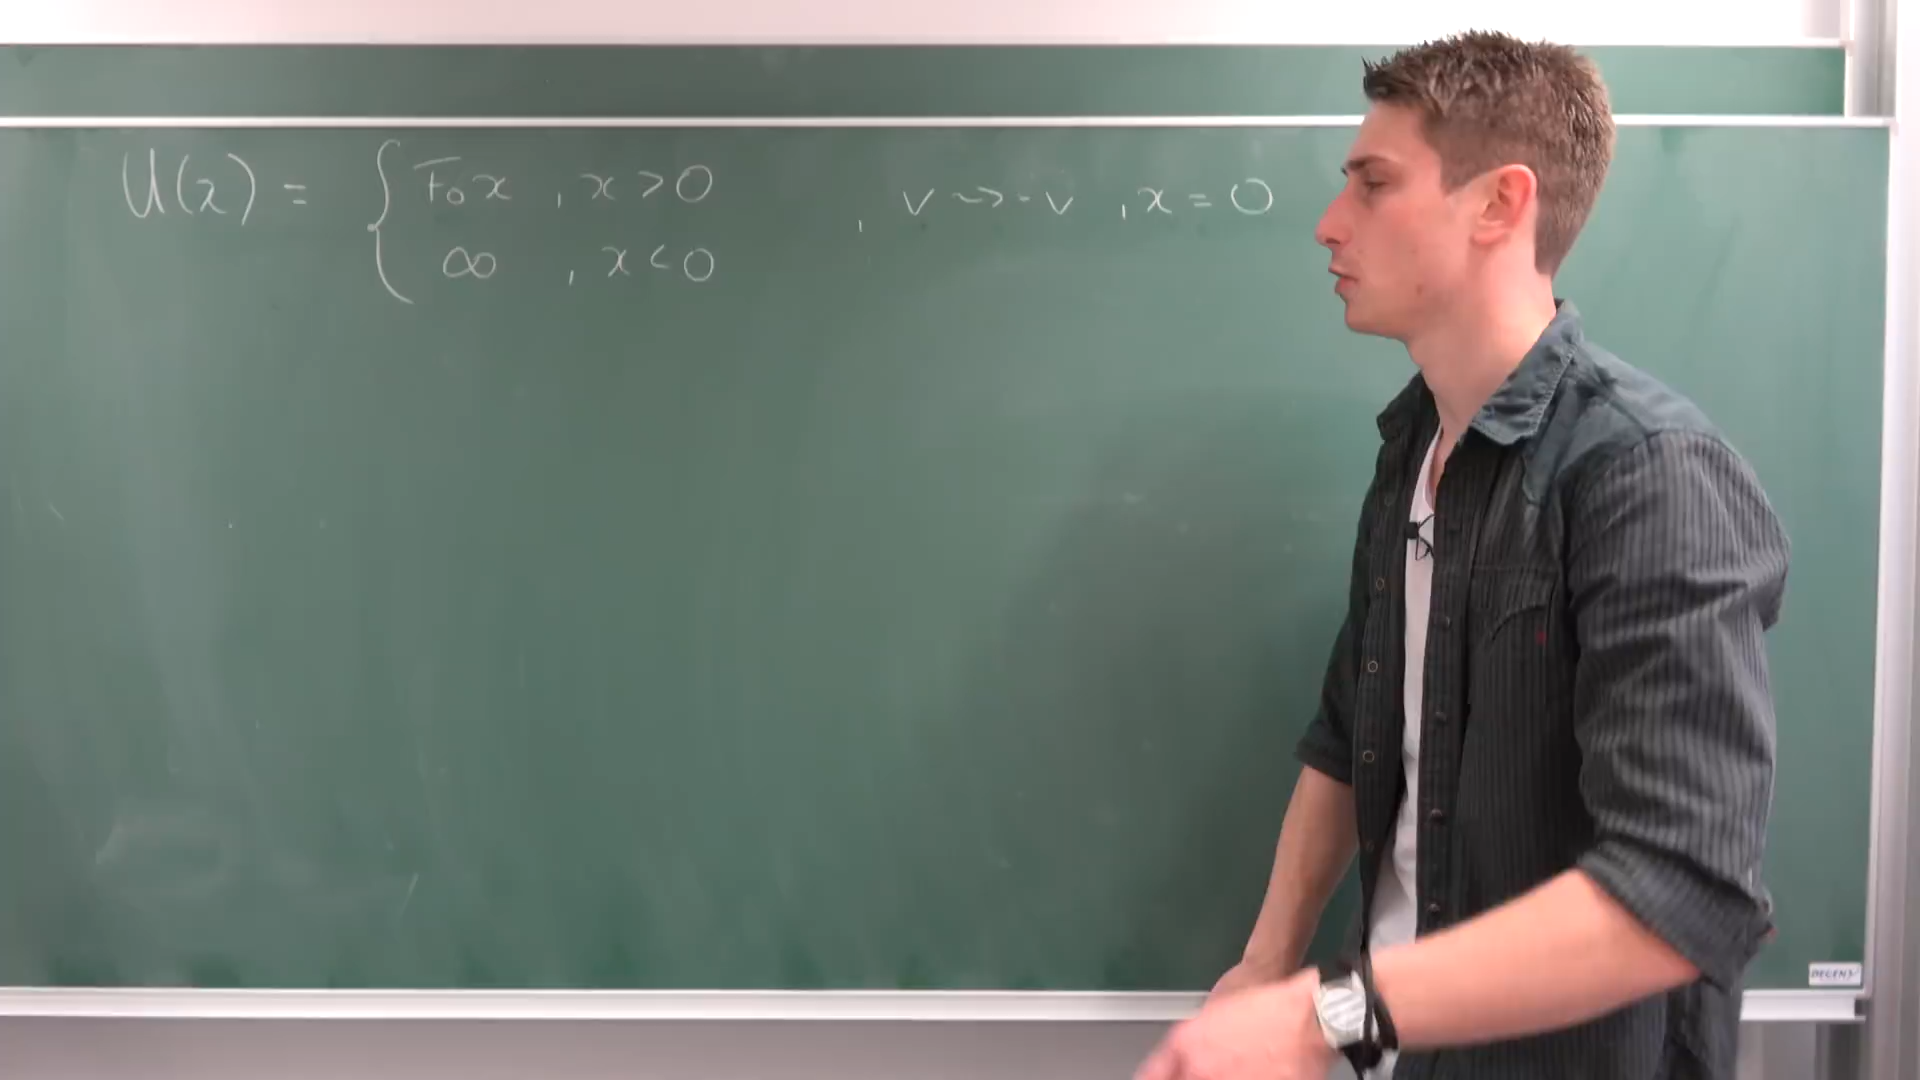 U(x) = { F₀x , x > 0 , v ⇝ -v , x = 0
∞ , x < 0